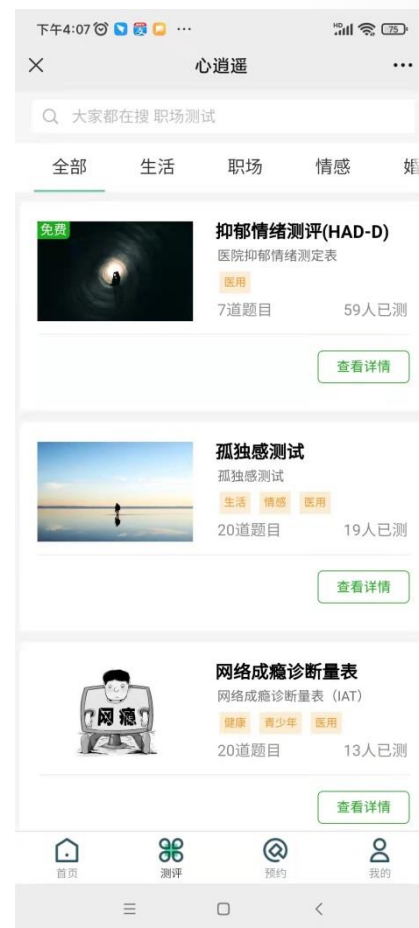 下午4:07
HD
75
心逍遥
大家都在搜 职场测试
全部 生活 职场 情感 婚
免费
抑郁情绪测评(HAD-D)
医院抑郁情绪测定表
医用
7道题目 59人已测
查看详情
孤独感测试
孤独感测试
生活 情感 医用
20道题目 19人已测
查看详情
网瘾
网络成瘾诊断量表
网络成瘾诊断量表（IAT）
健康 青少年 医用
20道题目 13人已测
查看详情
首页 测评 预约 我的